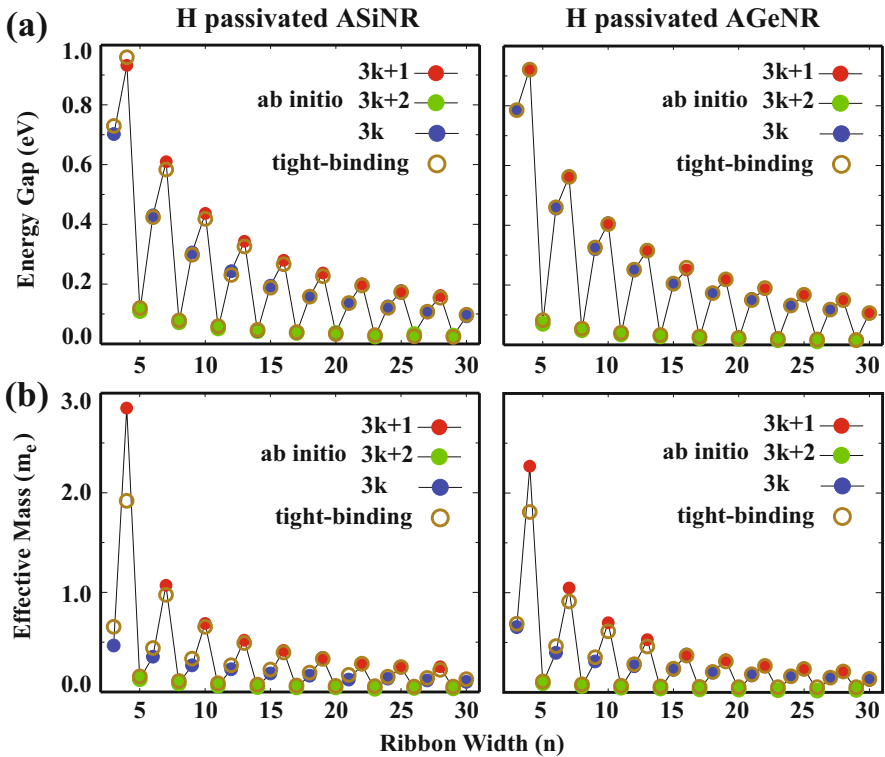 H passivated ASiNR
H passivated AGeNR
(a)
Energy Gap (eV)
1.0
0.8
0.6
0.4
0.2
0.0
3k+1
ab initio 3k+2
3k
tight-binding
5 10 15 20 25 30
3k+1
ab initio 3k+2
3k
tight-binding
5 10 15 20 25 30
(b)
Effective Mass (me)
3.0
2.0
1.0
0.0
3k+1
ab initio 3k+2
3k
tight-binding
5 10 15 20 25 30
3k+1
ab initio 3k+2
3k
tight-binding
5 10 15 20 25 30
Ribbon Width (n)